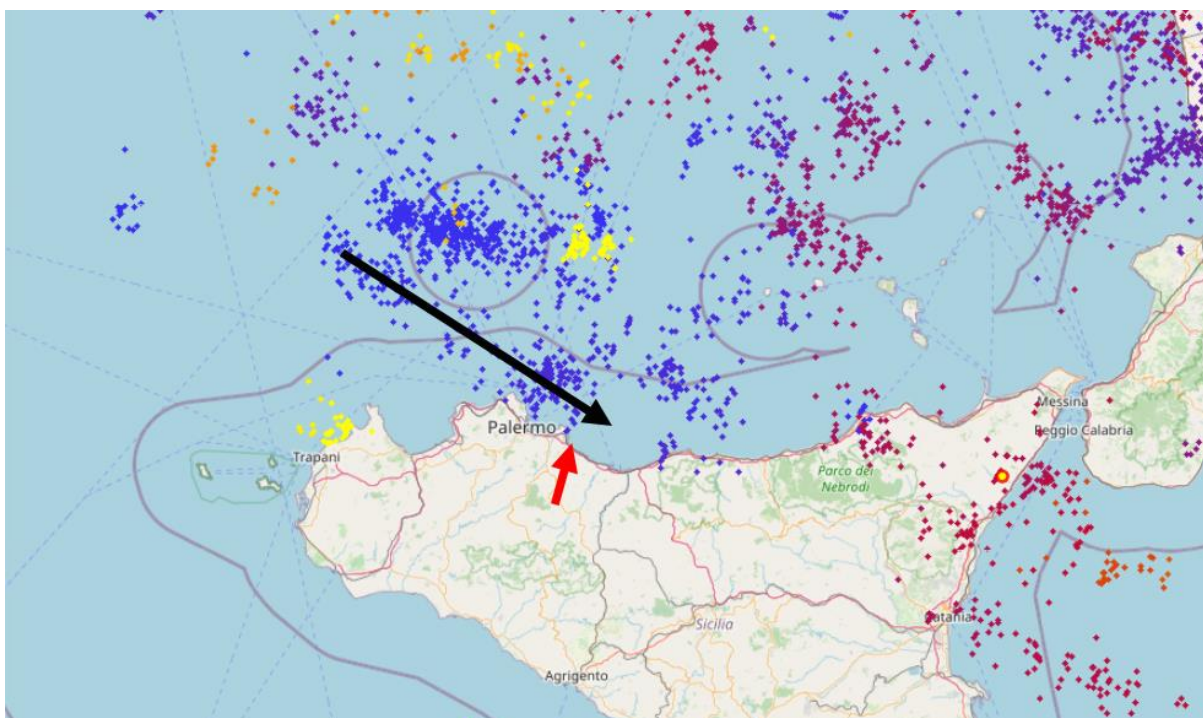 Palermo
Trapani
Messina
Reggio Calabria
Parco dei
Nebrodi
Catania
Sicilia
Agrigento